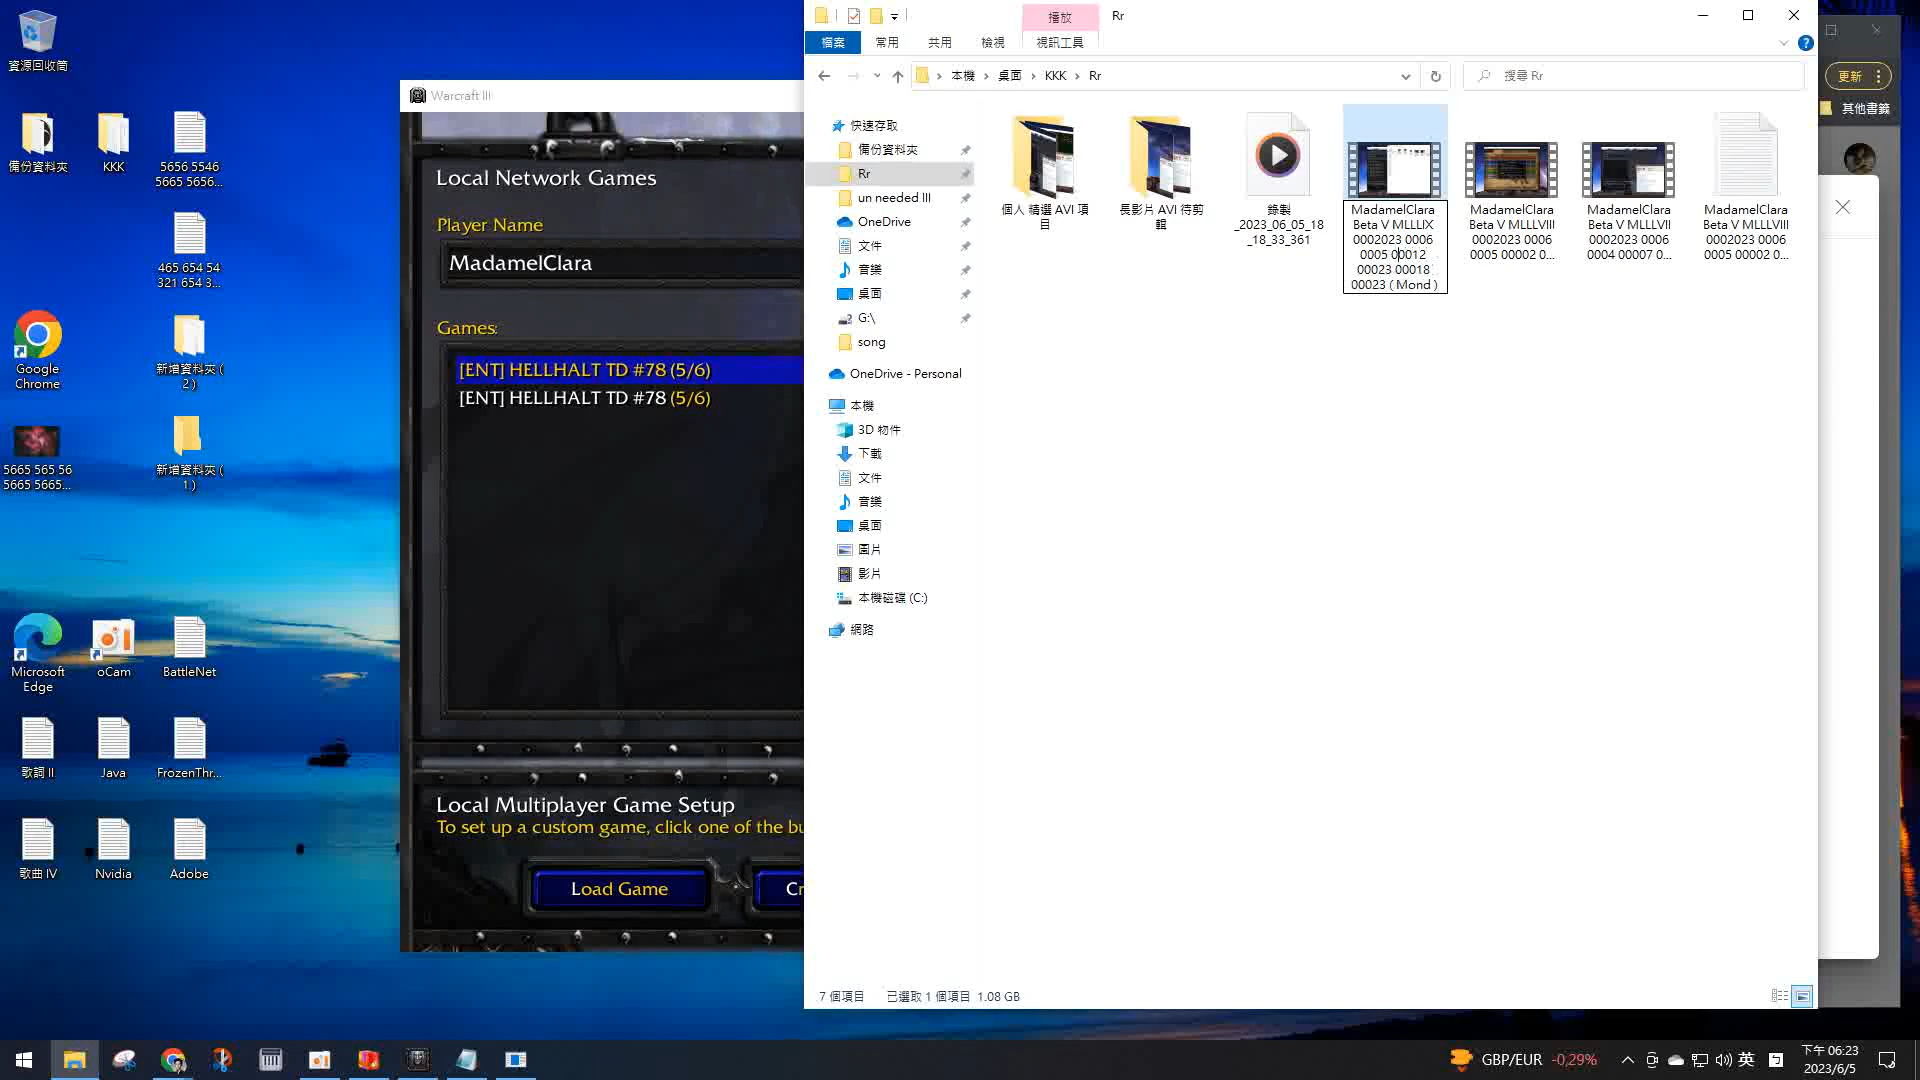 資源回收筒
備份資料夾
KKK
5656 5546
5665 5656...
465 654 54
321 654 3...
Google
Chrome
新增資料夾 (
2 )
5665 565 56
5665 5665...
新增資料夾 (
1 )
Microsoft
Edge
oCam
BattleNet
歌詞 II
Java
FrozenThr...
歌曲 IV
Nvidia
Adobe
Warcraft III
Local Network Games
Player Name
MadamelClara
Games:
[ENT] HELLHALT TD #78 (5/6)
[ENT] HELLHALT TD #78 (5/6)
Local Multiplayer Game Setup
To set up a custom game, click one of the bu
Load Game
Cr
播放
Rr
檔案
常用
共用
檢視
視訊工具
本機
桌面
KKK
Rr
搜尋 Rr
快速存取
備份資料夾
Rr
un needed III
OneDrive
文件
音樂
桌面
G:\
song
OneDrive - Personal
本機
3D 物件
下載
文件
音樂
桌面
圖片
影片
本機磁碟 (C:)
網路
個人 精選 AVI 項
目
長影片 AVI 待剪
輯
錄製
_2023_06_05_18
_18_33_361
MadamelClara
Beta V MLLLIX
0002023 0006
0005 00012
00023 00018
00023 ( Mond )
MadamelClara
Beta V MLLLVIII
0002023 0006
0005 00002 0...
MadamelClara
Beta V MLLLVII
0002023 0006
0004 00007 0...
MadamelClara
Beta V MLLLVIII
0002023 0006
0005 00002 0...
7 個項目
已選取 1 個項目
1.08 GB
更新
其他書籤
GBP/EUR
-0.29%
英
下午 06:23
2023/6/5